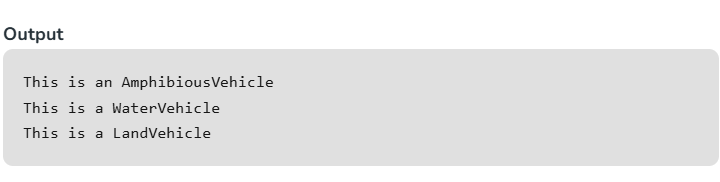 Output
This is an AmphibiousVehicle
This is a WaterVehicle
This is a LandVehicle